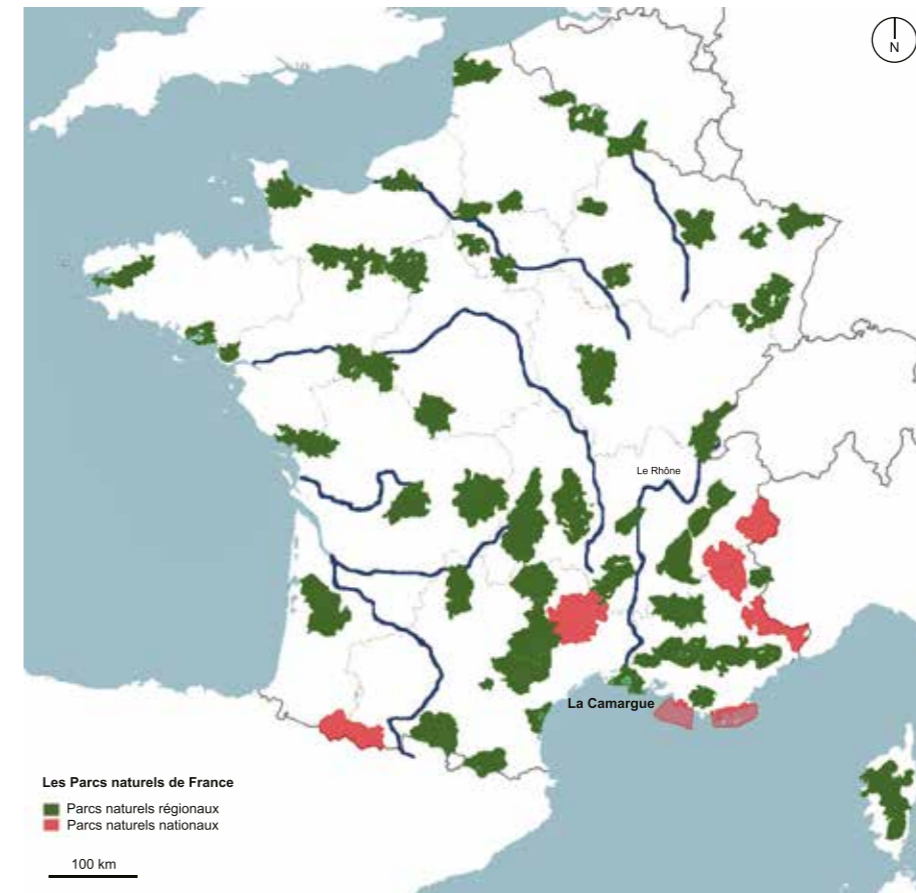 N
Le Rhône
La Camargue
Les Parcs naturels de France
Parcs naturels régionaux
Parcs naturels nationaux
100 km